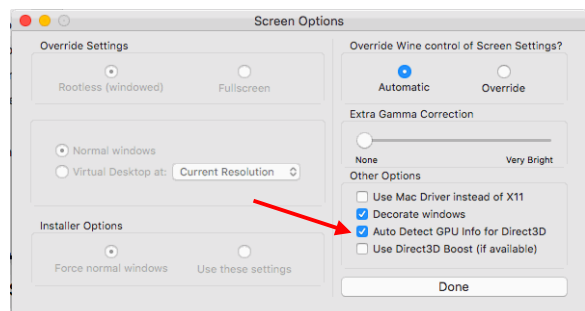 Screen Options
Override Settings
Rootless (windowed)
Fullscreen
Normal windows
Virtual Desktop at:
Current Resolution
Installer Options
Force normal windows
Use these settings
Override Wine control of Screen Settings?
Automatic
Override
Extra Gamma Correction
None
Very Bright
Other Options
Use Mac Driver instead of X11
Decorate windows
Auto Detect GPU Info for Direct3D
Use Direct3D Boost (if available)
Done